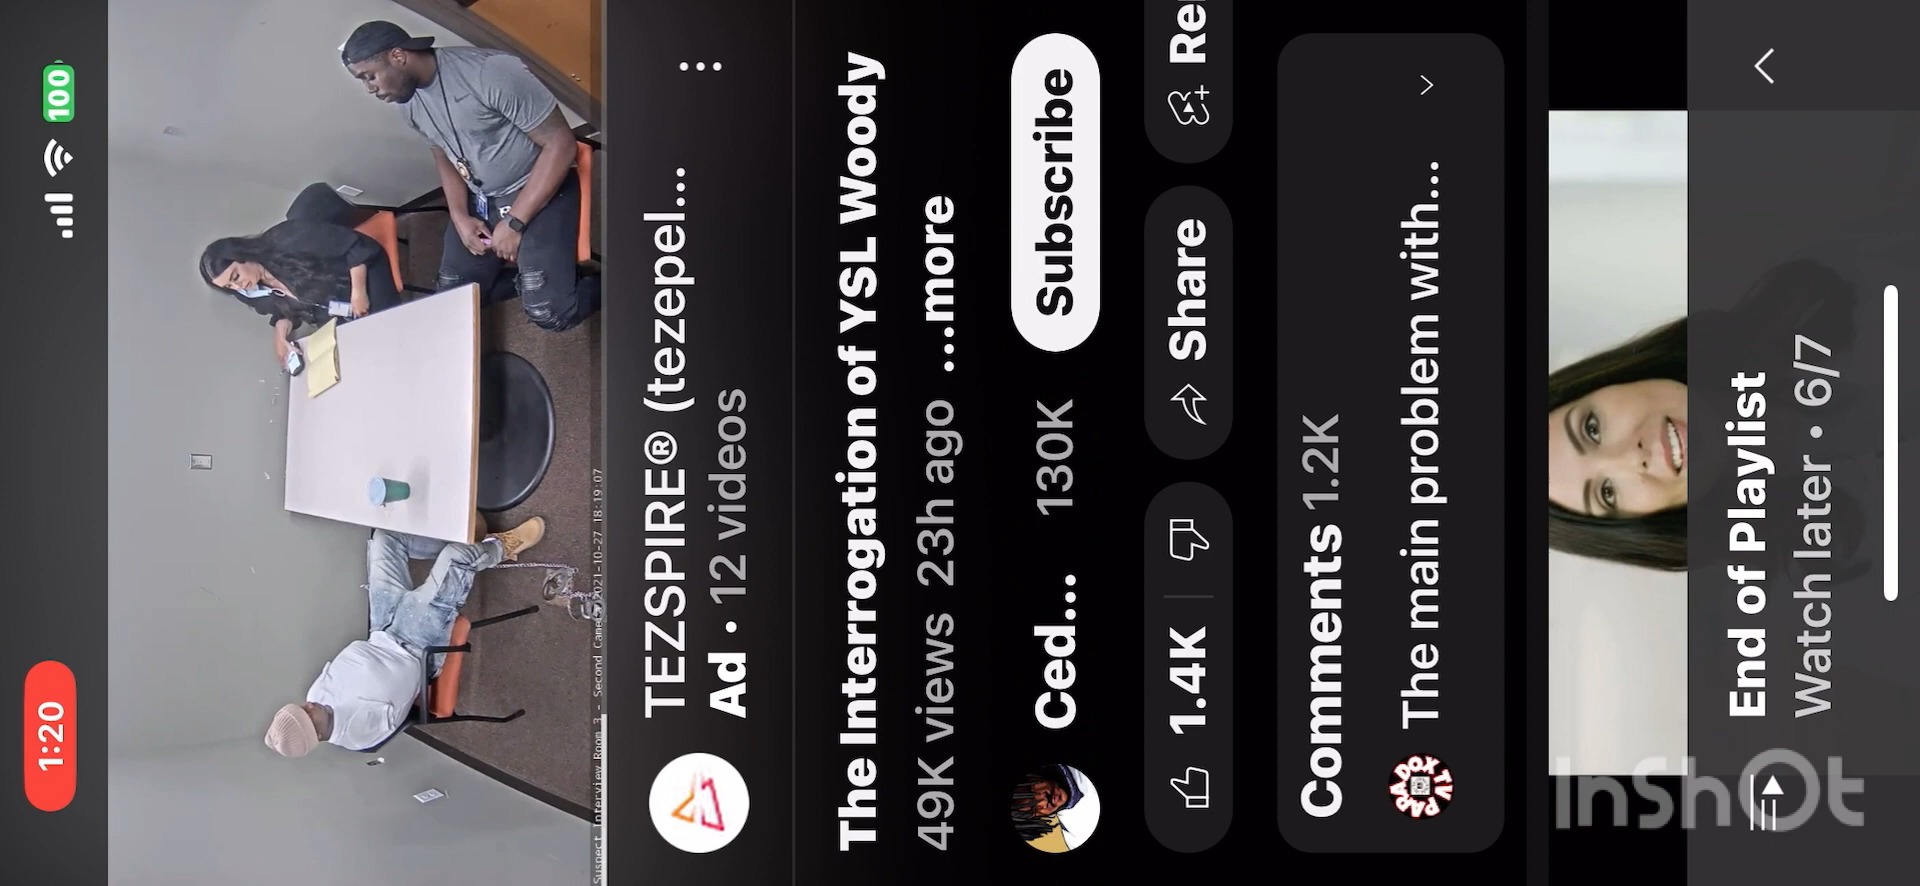 1:20
100
Suspect Interview Room 3 - Second Camera 2021-10-27 18:19:07
TEZSPIRE® (tezepel...
Ad • 12 videos
The Interrogation of YSL Woody
49K views 23h ago ...more
Ced... 130K Subscribe
1.4K Share Re
Comments 1.2K
PARADOX TV
The main problem with...
End of Playlist
Watch later • 6/7
InShOt